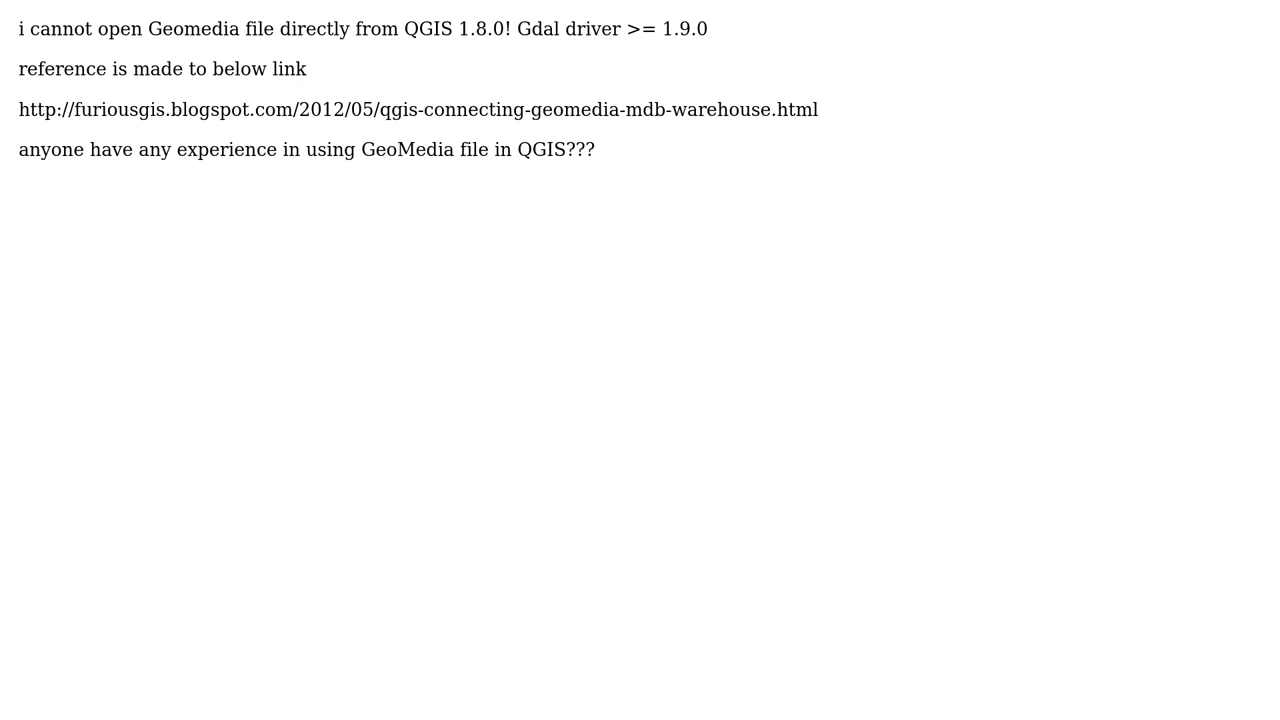 i cannot open Geomedia file directly from QGIS 1.8.0! Gdal driver >= 1.9.0
reference is made to below link
http://furiousgis.blogspot.com/2012/05/qgis-connecting-geomedia-mdb-warehouse.html
anyone have any experience in using GeoMedia file in QGIS???